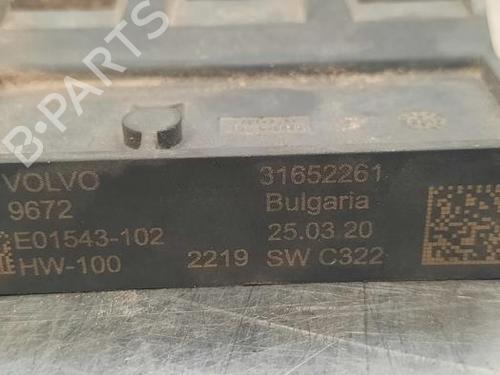 B-PARTS
VOLVO 31652261
9672 Bulgaria
E01543-102 25.03.20
HW-100 2219 SW C322